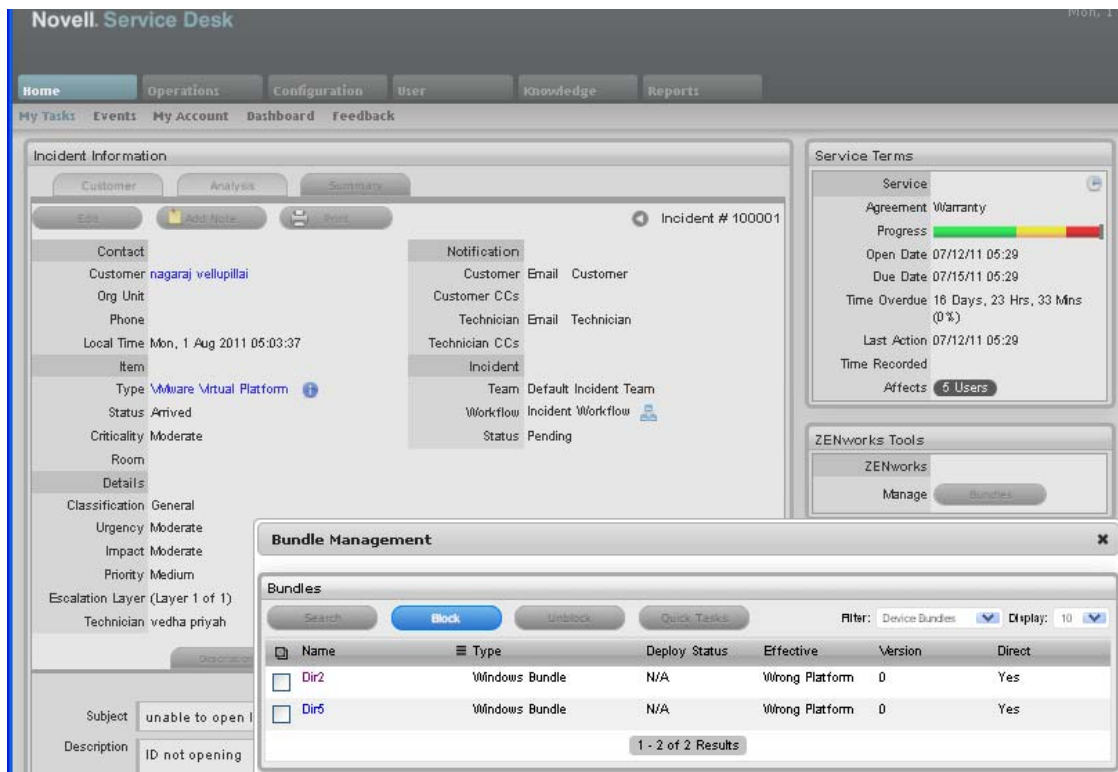 Mon, 1
Novell. Service Desk
Home Operations Configuration User Knowledge Reports
My Tasks Events My Account Dashboard Feedback
Incident Information
Customer Analysis Summary
Edit Add Note Print Incident # 100001
Contact
Customer nagaraj vellupillai
Org Unit
Phone
Local Time Mon, 1 Aug 2011 05:03:37
Item
Type VMware Virtual Platform
Status Arrived
Criticality Moderate
Room
Details
Classification General
Urgency Moderate
Impact Moderate
Priority Medium
Escalation Layer (Layer 1 of 1)
Technician vedha priyah
Notification
Customer Email Customer
Customer CCs
Technician Email Technician
Technician CCs
Incident
Team Default Incident Team
Workflow Incident Workflow
Status Pending
Description
Subject unable to open
Description ID not opening
Service Terms
Service
Agreement Warranty
Progress
Open Date 07/12/11 05:29
Due Date 07/15/11 05:29
Time Overdue 16 Days, 23 Hrs, 33 Mins
(0%)
Last Action 07/12/11 05:29
Time Recorded
Affects 5 Users
ZENworks Tools
ZENworks
Manage Bundles
Bundle Management
Bundles
Search Block Unblock Quick Tasks Filter: Device Bundles Display: 10
Name Type Deploy Status Effective Version Direct
Dir2 Windows Bundle N/A Wrong Platform 0 Yes
Dir5 Windows Bundle N/A Wrong Platform 0 Yes
1 - 2 of 2 Results